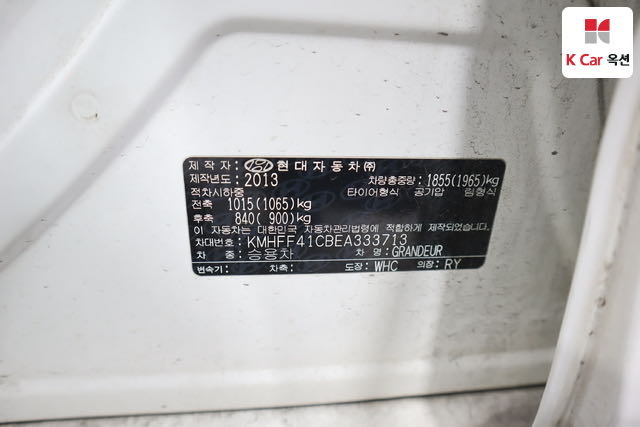 K Car 옥션
제작자: 현대자동차㈜
제작년도: 2013 차량총중량: 1855(1965)kg
적차시하중 타이어형식 공기압 림형식
전축 1015(1065)kg
후축 840( 900)kg
이 자동차는 대한민국 자동차관리법령에 적합하게 제작되었습니다.
차대번호: KMHFF41CBEA333713
차 종: 승용차 차 명: GRANDEUR
변속기: / 차축: 도장: WHC 의장: RY